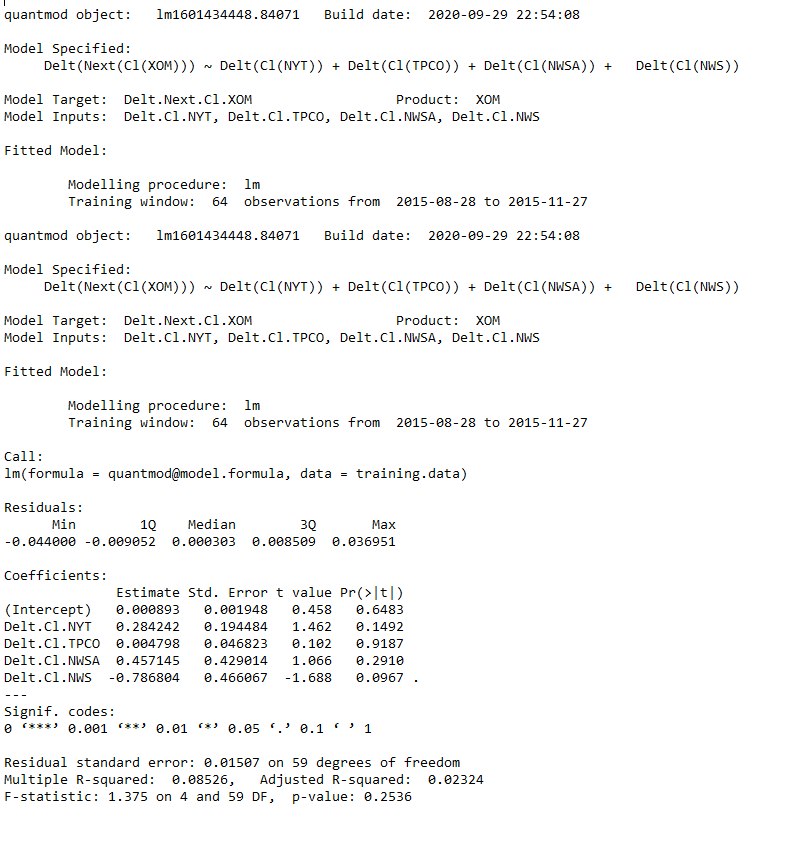 quantmod object:   lm1601434448.84071   Build date:  2020-09-29 22:54:08
Model Specified:
     Delt(Next(Cl(XOM))) ~ Delt(Cl(NYT)) + Delt(Cl(TPCO)) + Delt(Cl(NWSA)) +   Delt(Cl(NWS))
Model Target:  Delt.Next.Cl.XOM                  Product:  XOM
Model Inputs:  Delt.Cl.NYT, Delt.Cl.TPCO, Delt.Cl.NWSA, Delt.Cl.NWS
Fitted Model:
        Modelling procedure:  lm
        Training window:  64  observations from  2015-08-28 to 2015-11-27
quantmod object:   lm1601434448.84071   Build date:  2020-09-29 22:54:08
Model Specified:
     Delt(Next(Cl(XOM))) ~ Delt(Cl(NYT)) + Delt(Cl(TPCO)) + Delt(Cl(NWSA)) +   Delt(Cl(NWS))
Model Target:  Delt.Next.Cl.XOM                  Product:  XOM
Model Inputs:  Delt.Cl.NYT, Delt.Cl.TPCO, Delt.Cl.NWSA, Delt.Cl.NWS
Fitted Model:
        Modelling procedure:  lm
        Training window:  64  observations from  2015-08-28 to 2015-11-27
Call:
lm(formula = quantmod@model.formula, data = training.data)
Residuals:
      Min        1Q    Median        3Q       Max
-0.044000 -0.009052  0.000303  0.008509  0.036951
Coefficients:
              Estimate Std. Error t value Pr(>|t|)
(Intercept)   0.000893   0.001948   0.458   0.6483
Delt.Cl.NYT   0.284242   0.194484   1.462   0.1492
Delt.Cl.TPCO  0.004798   0.046823   0.102   0.9187
Delt.Cl.NWSA  0.457145   0.429014   1.066   0.2910
Delt.Cl.NWS  -0.786804   0.466067  -1.688   0.0967 .
---
Signif. codes:
0 ‘***’ 0.001 ‘**’ 0.01 ‘*’ 0.05 ‘.’ 0.1 ‘ ’ 1
Residual standard error: 0.01507 on 59 degrees of freedom
Multiple R-squared:  0.08526,   Adjusted R-squared:  0.02324
F-statistic: 1.375 on 4 and 59 DF,  p-value: 0.2536